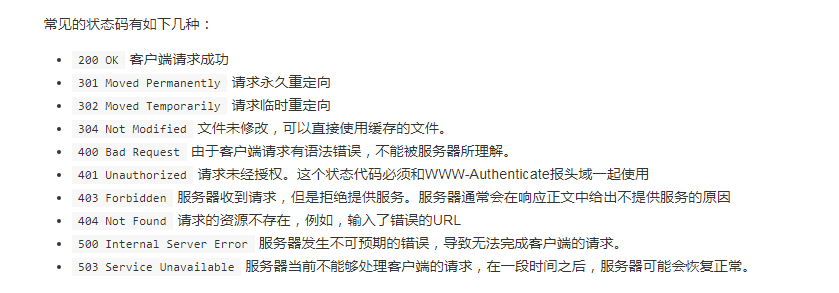 常见的状态码有如下几种：
200 OK 客户端请求成功
301 Moved Permanently 请求永久重定向
302 Moved Temporarily 请求临时重定向
304 Not Modified 文件未修改，可以直接使用缓存的文件。
400 Bad Request 由于客户端请求有语法错误，不能被服务器所理解。
401 Unauthorized 请求未经授权。这个状态代码必须和WWW-Authenticate报头域一起使用
403 Forbidden 服务器收到请求，但是拒绝提供服务。服务器通常会在响应正文中给出不提供服务的原因
404 Not Found 请求的资源不存在，例如，输入了错误的URL
500 Internal Server Error 服务器发生不可预期的错误，导致无法完成客户端的请求。
503 Service Unavailable 服务器当前不能够处理客户端的请求，在一段时间之后，服务器可能会恢复正常。